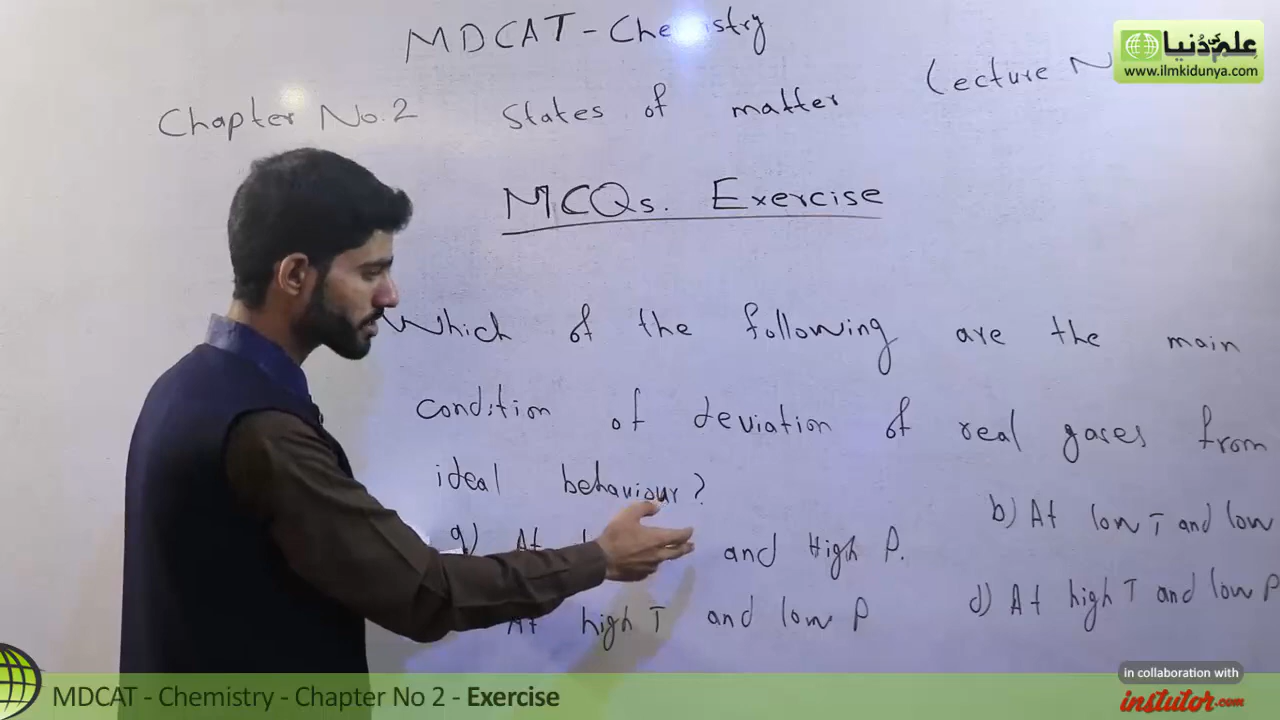 MDCAT - Chemistry
علم کی دنیا
www.ilmkidunya.com
Chapter No.2 States of matter Lecture N
MCQs. Exercise
Which of the following are the main
condition of deviation of real gases from
ideal behaviour?
a) At and High P.
b) At low T and low
At high T and low P
d) At high T and low P
in collaboration with
MDCAT - Chemistry - Chapter No 2 - Exercise
instutor.com